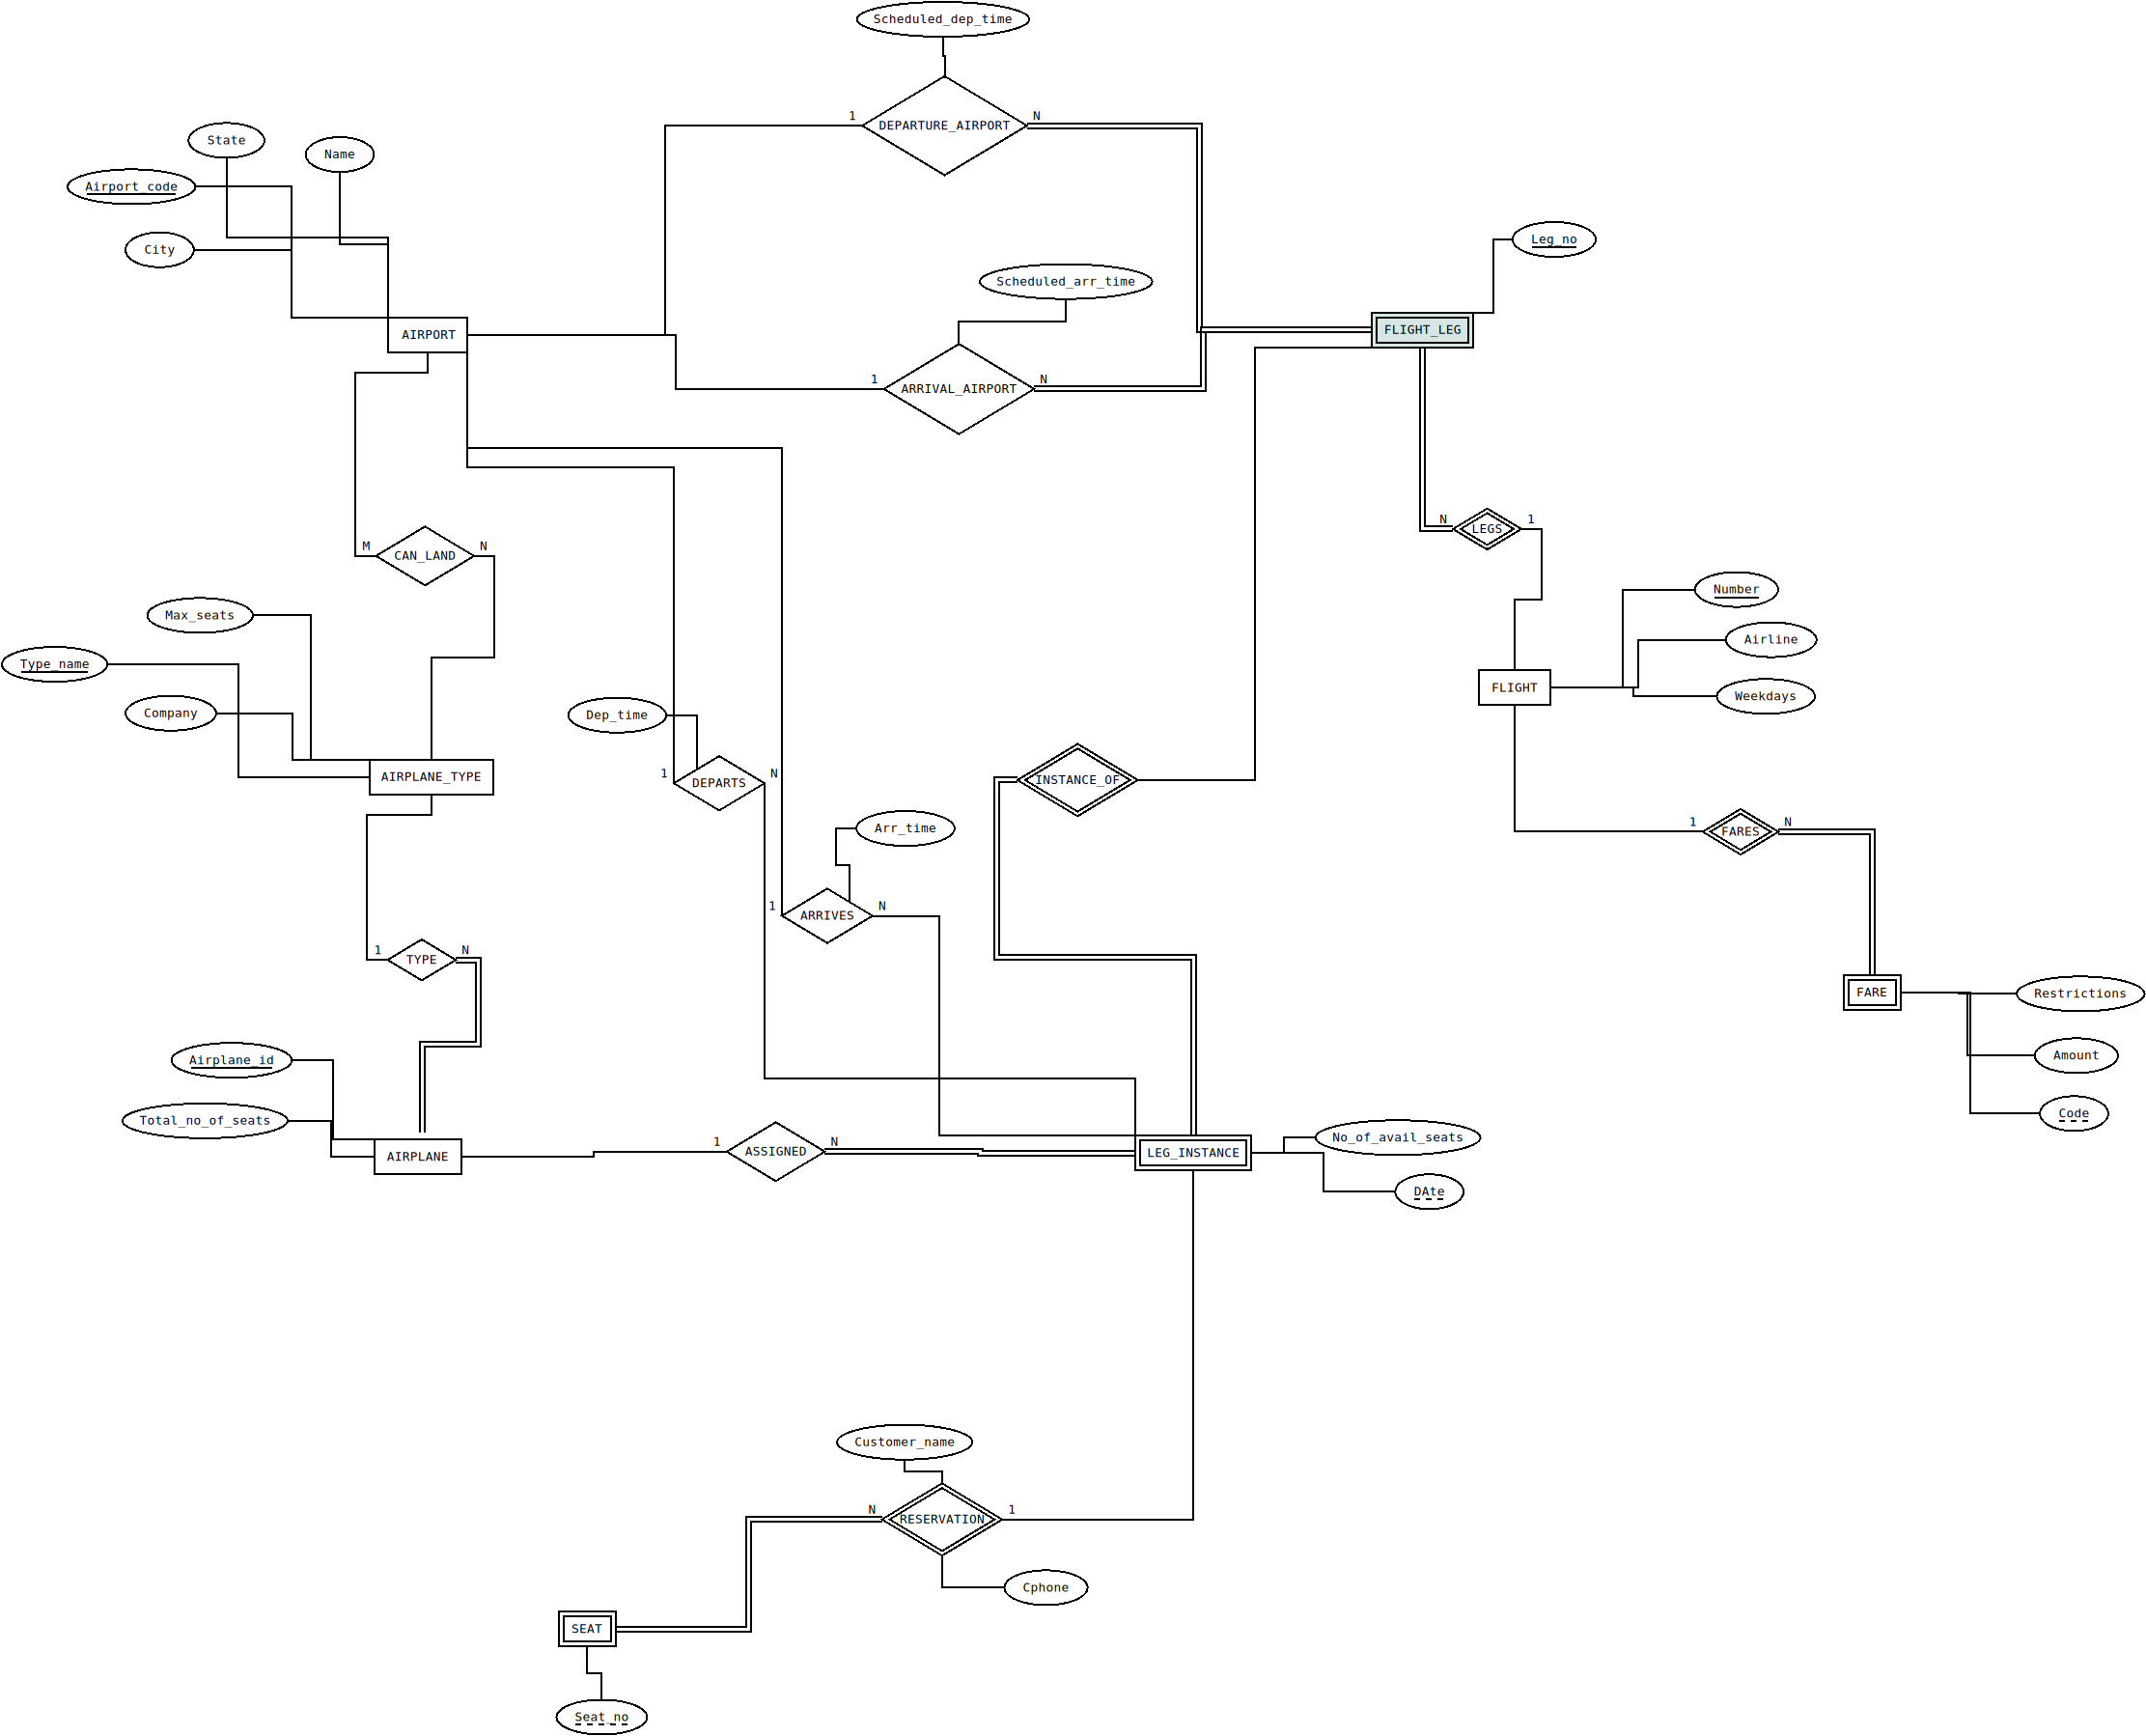 Scheduled_dep_time
1
N
DEPARTURE_AIRPORT
State
Name
Airport_code
City
Leg_no
Scheduled_arr_time
AIRPORT
FLIGHT_LEG
1
N
ARRIVAL_AIRPORT
N
1
LEGS
M
N
CAN_LAND
Number
Max_seats
Airline
Type_name
FLIGHT
Weekdays
Company
Dep_time
AIRPLANE_TYPE
1
N
DEPARTS
INSTANCE_OF
1
N
FARES
Arr_time
1
N
ARRIVES
1
N
TYPE
FARE
Restrictions
Airplane_id
Amount
Code
Total_no_of_seats
No_of_avail_seats
1
N
ASSIGNED
AIRPLANE
LEG_INSTANCE
DAte
Customer_name
N
1
RESERVATION
Cphone
SEAT
Seat_no